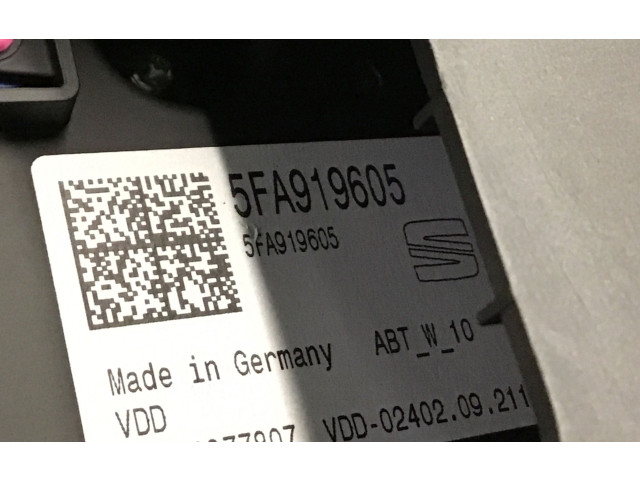 5FA919605
5FA919605
Made in Germany ABT_W_10
VDD
VDD-02402.09.211